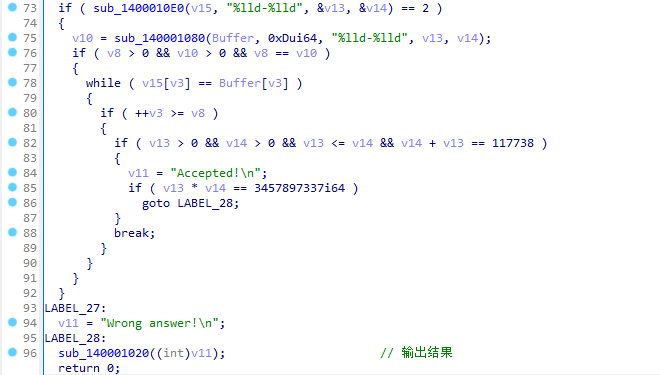 73 if ( sub_1400010E0(v15, "%lld-%lld", &v13, &v14) == 2 )
74 {
75 v10 = sub_140001080(Buffer, 0xDui64, "%lld-%lld", v13, v14);
76 if ( v8 > 0 && v10 > 0 && v8 == v10 )
77 {
78 while ( v15[v3] == Buffer[v3] )
79 {
80 if ( ++v3 >= v8 )
81 {
82 if ( v13 > 0 && v14 > 0 && v13 <= v14 && v14 + v13 == 117738 )
83 {
84 v11 = "Accepted!\n";
85 if ( v13 * v14 == 3457897337i64 )
86 goto LABEL_28;
87 }
88 break;
89 }
90 }
91 }
92 }
93 LABEL_27:
94 v11 = "Wrong answer!\n";
95 LABEL_28:
96 sub_140001020((int)v11); // 输出结果
return 0;